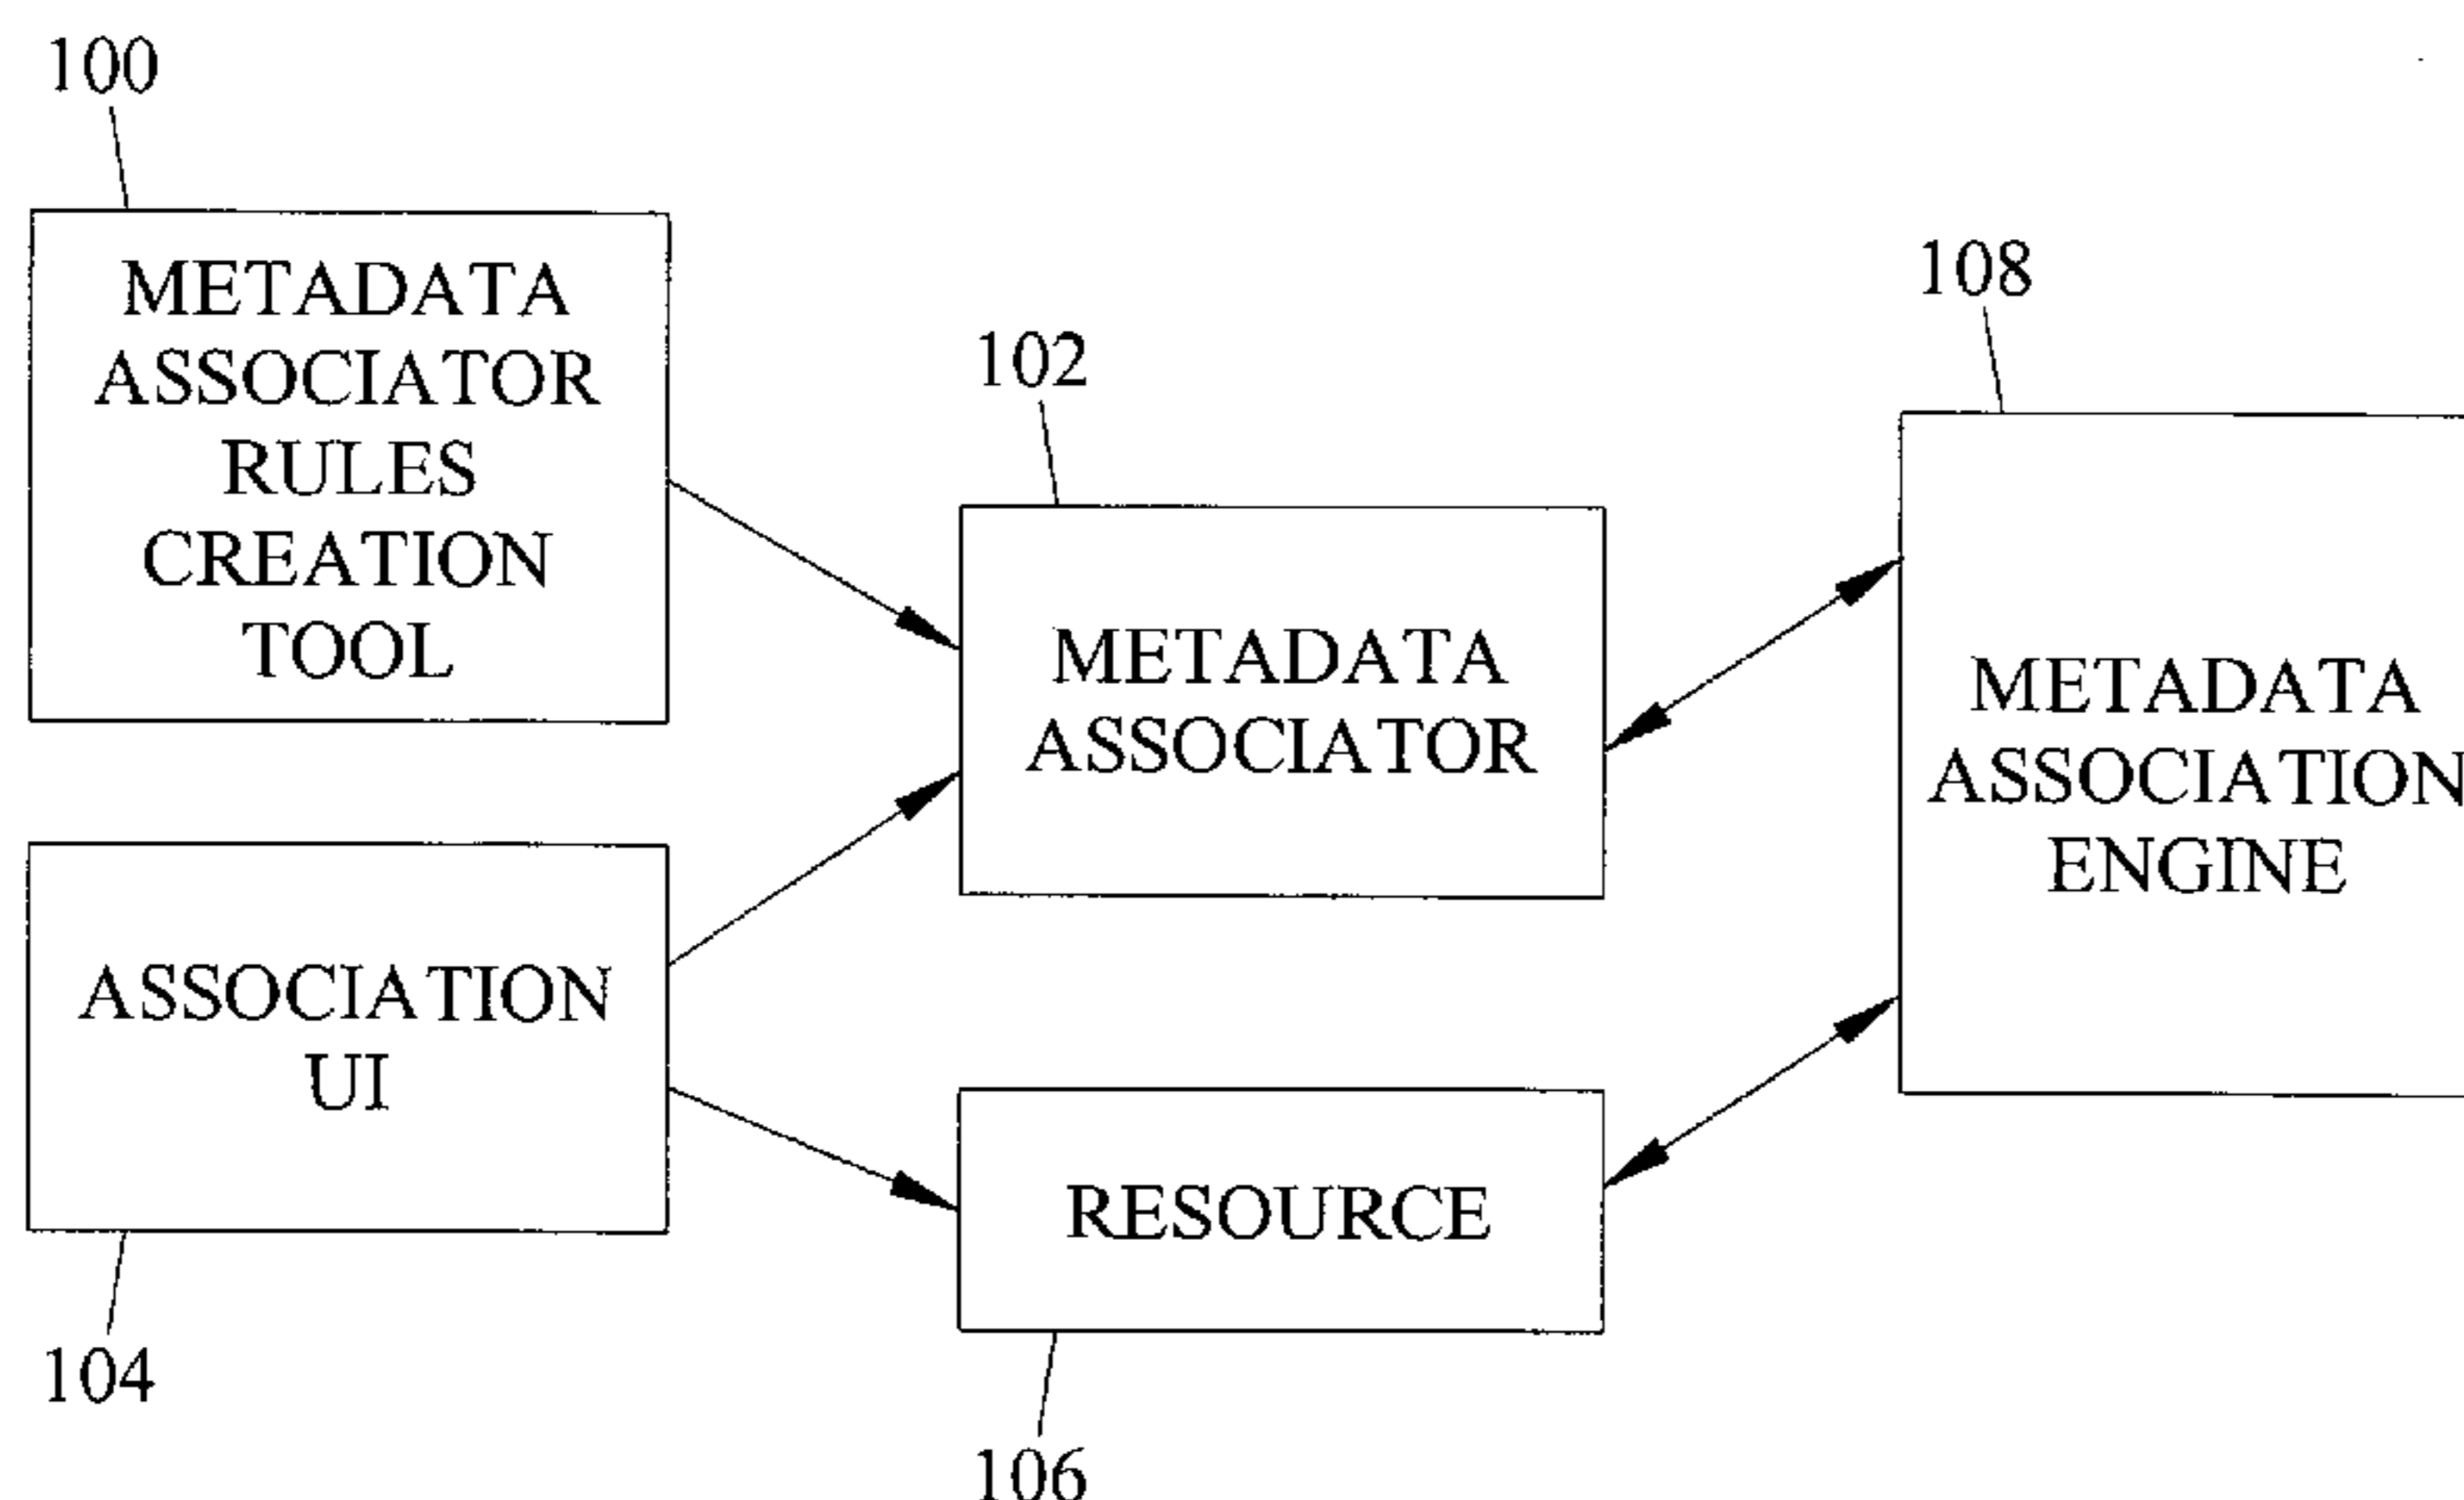 100
METADATA
ASSOCIATOR
RULES
CREATION
TOOL
102
METADATA
ASSOCIATOR
108
METADATA
ASSOCIATION
ENGINE
ASSOCIATION
UI
104
RESOURCE
106